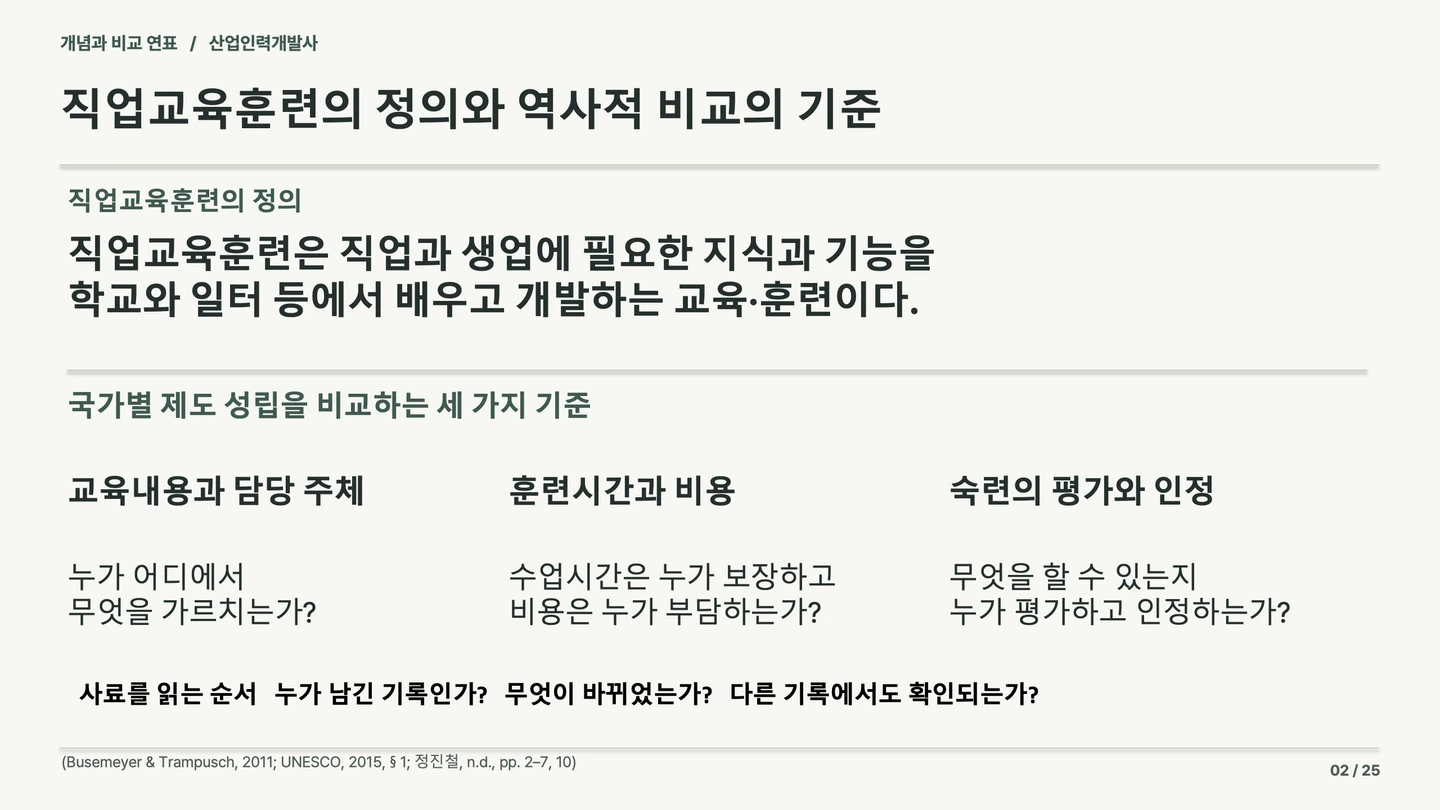 개념과 비교 연표 / 산업인력개발사
직업교육훈련의 정의와 역사적 비교의 기준
직업교육훈련의 정의
직업교육훈련은 직업과 생업에 필요한 지식과 기능을
학교와 일터 등에서 배우고 개발하는 교육·훈련이다.
국가별 제도 성립을 비교하는 세 가지 기준
교육내용과 담당 주체
누가 어디에서
무엇을 가르치는가?
훈련시간과 비용
수업시간은 누가 보장하고
비용은 누가 부담하는가?
숙련의 평가와 인정
무엇을 할 수 있는지
누가 평가하고 인정하는가?
사료를 읽는 순서 누가 남긴 기록인가? 무엇이 바뀌었는가? 다른 기록에서도 확인되는가?
(Busemeyer & Trampusch, 2011; UNESCO, 2015, § 1; 정진철, n.d., pp. 2–7, 10)
02 / 25